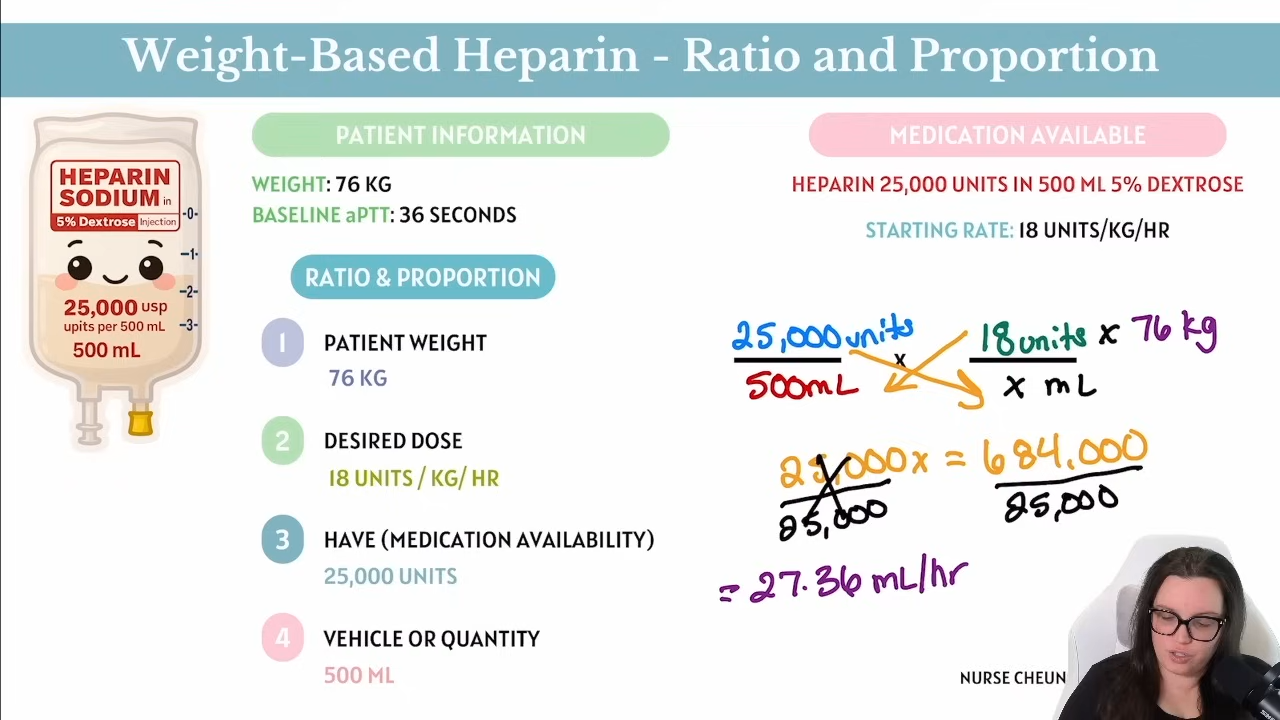 Weight-Based Heparin - Ratio and Proportion
HEPARIN
SODIUM in
5% Dextrose Injection
-0-
-1-
-2-
-3-
25,000 usp
upits per 500 mL
500 mL
PATIENT INFORMATION
WEIGHT: 76 KG
BASELINE aPTT: 36 SECONDS
RATIO & PROPORTION
1 PATIENT WEIGHT
76 KG
2 DESIRED DOSE
18 UNITS / KG/ HR
3 HAVE (MEDICATION AVAILABILITY)
25,000 UNITS
4 VEHICLE OR QUANTITY
500 ML
MEDICATION AVAILABLE
HEPARIN 25,000 UNITS IN 500 ML 5% DEXTROSE
STARTING RATE: 18 UNITS/KG/HR
25,000 units x 18 units x 76 kg
500mL x mL
25,000x = 684,000
25,000 25,000
= 27.36 mL/hr
NURSE CHEUN